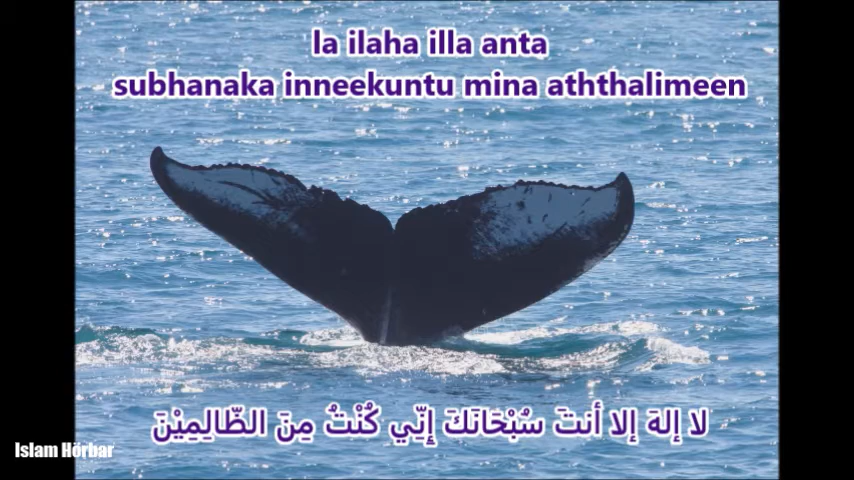 la ilaha illa anta
subhanaka inneekuntu mina aththalimeen
لا إلهَ إلا أنتَ سُبْحَانَكَ إِنِّي كُنْتُ مِنَ الظَّالِمِيْنَ
Islam Hörbar